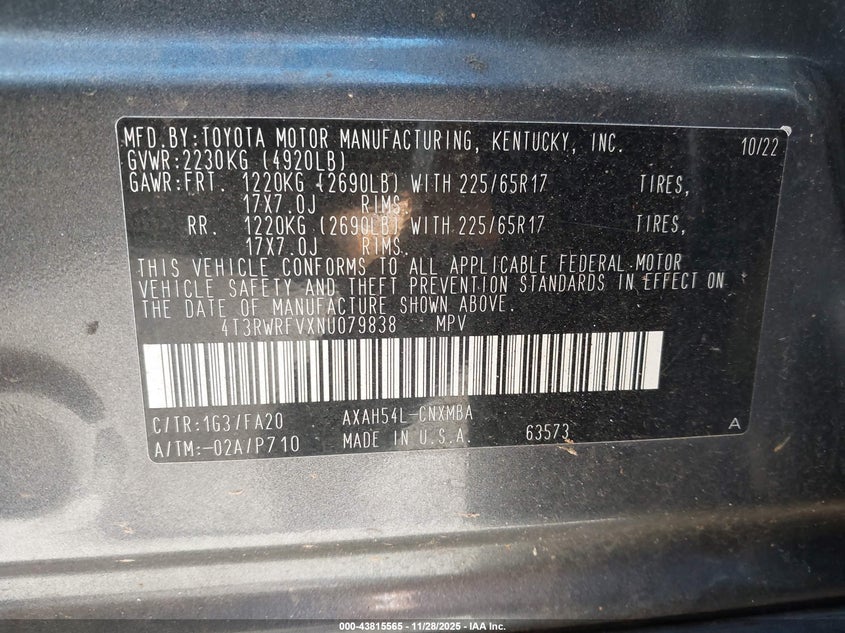 MFD.BY:TOYOTA MOTOR MANUFACTURING, KENTUCKY, INC. 10/22
GVWR:2230KG (4920LB)
GAWR:FRT. 1220KG (2690LB) WITH 225/65R17 TIRES,
17X7.0J RIMS.
RR. 1220KG (2690LB) WITH 225/65R17 TIRES,
17X7.0J RIMS.
THIS VEHICLE CONFORMS TO ALL APPLICABLE FEDERAL MOTOR
VEHICLE SAFETY AND THEFT PREVENTION STANDARDS IN EFFECT ON
THE DATE OF MANUFACTURE SHOWN ABOVE.
4T3RWRFVXNU079838 MPV
C/TR:1G3/FA20 AXAH54L-CNXMBA
A/TM:-02A/P710 MADE IN U.S.A. 63573 A
000-43815565 - 11/28/2025 - IAA Inc.